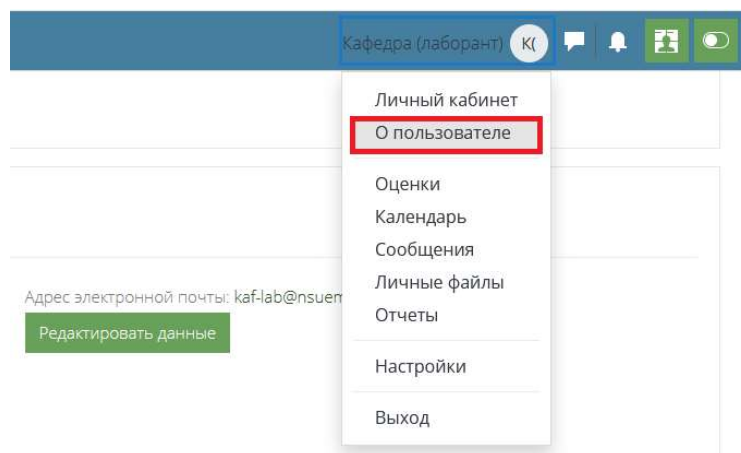 Кафедра (лаборант) К(
Личный кабинет
О пользователе
Оценки
Календарь
Сообщения
Личные файлы
Отчеты
Настройки
Выход
Адрес электронной почты: kaf-lab@nsuem
Редактировать данные